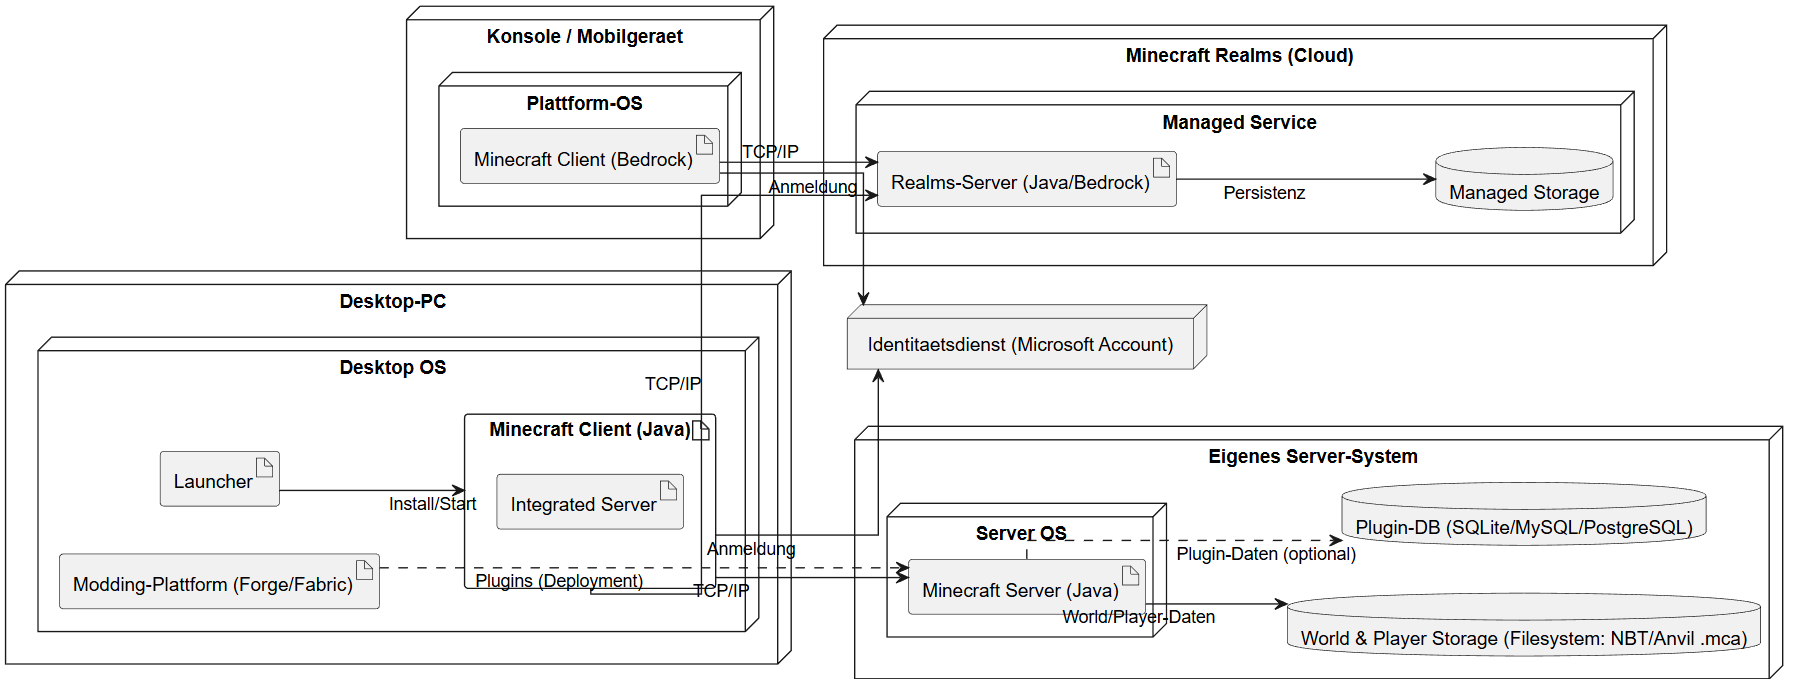 Konsole / Mobilgeraet
Plattform-OS
Minecraft Client (Bedrock)
TCP/IP
Anmeldung
Minecraft Realms (Cloud)
Managed Service
Realms-Server (Java/Bedrock)
Persistenz
Managed Storage
Desktop-PC
Desktop OS
TCP/IP
Minecraft Client (Java)
Launcher
Install/Start
Integrated Server
Anmeldung
Modding-Plattform (Forge/Fabric)
Plugins (Deployment)
TCP/IP
Identitaetsdienst (Microsoft Account)
Eigenes Server-System
Server OS
Minecraft Server (Java)
Plugin-DB (SQLite/MySQL/PostgreSQL)
Plugin-Daten (optional)
World/Player-Daten
World & Player Storage (Filesystem: NBT/Anvil .mca)